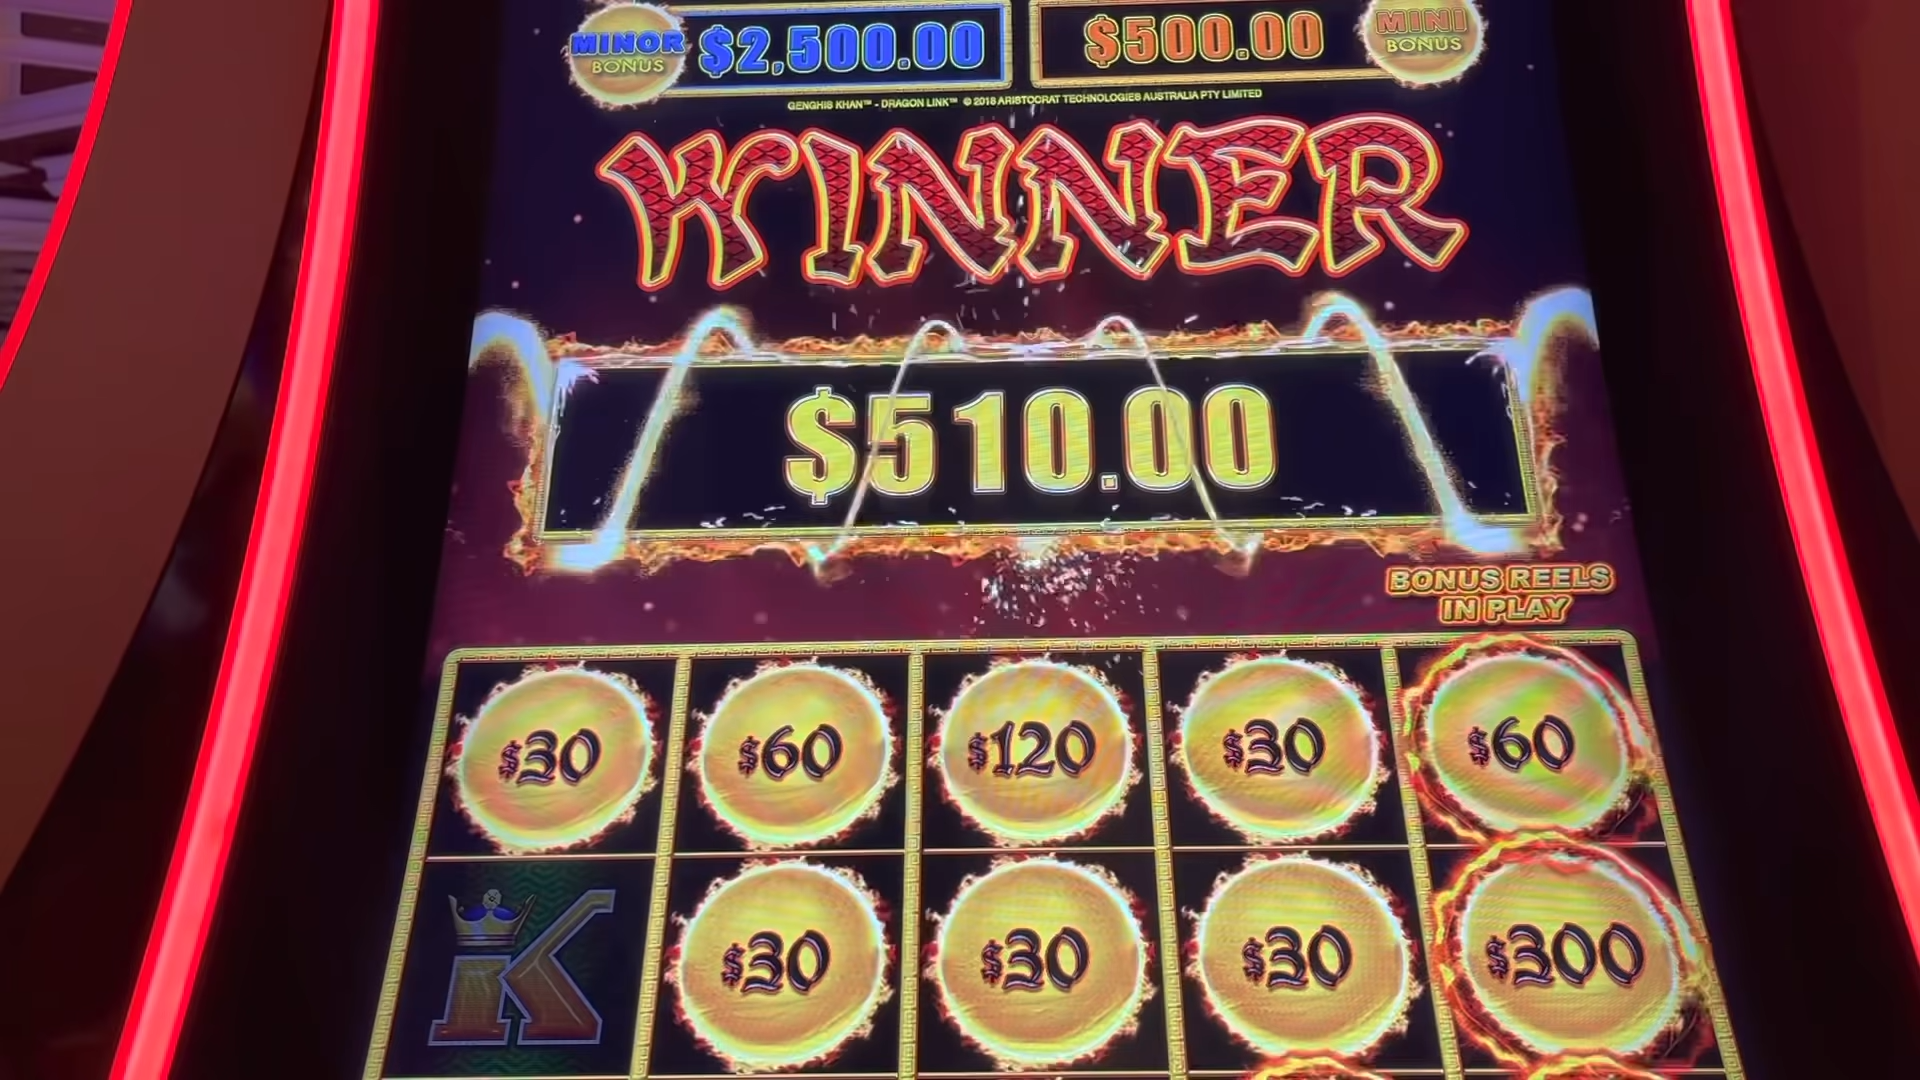 MINOR
BONUS
$2,500.00
$500.00
MINI
BONUS
GENGHIS KHAN™ - DRAGON LINK™ © 2018 ARISTOCRAT TECHNOLOGIES AUSTRALIA PTY LIMITED
WINNER
$510.00
BONUS REELS
IN PLAY
$30 $60 $120 $30 $60
K $30 $30 $30 $300